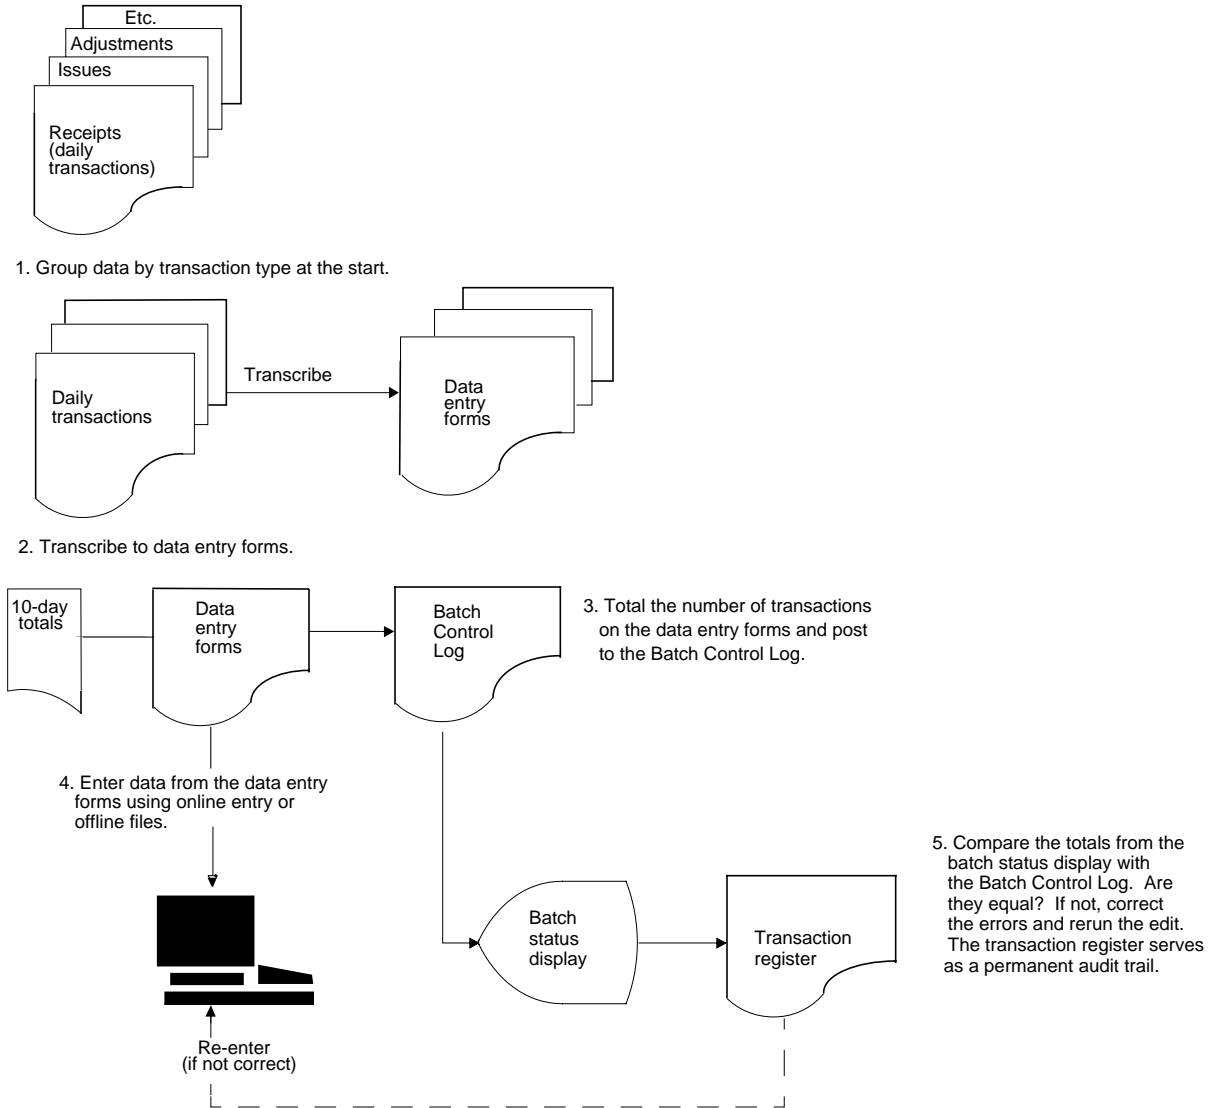 Etc.
Adjustments
Issues
Receipts
(daily
transactions)
1. Group data by transaction type at the start.
Daily
transactions
Transcribe
Data
entry
forms
2. Transcribe to data entry forms.
10-day
totals
Data
entry
forms
Batch
Control
Log
3. Total the number of transactions
on the data entry forms and post
to the Batch Control Log.
4. Enter data from the data entry
forms using online entry or
offline files.
Batch
status
display
Transaction
register
5. Compare the totals from the
batch status display with
the Batch Control Log. Are
they equal? If not, correct
the errors and rerun the edit.
The transaction register serves
as a permanent audit trail.
Re-enter
(if not correct)